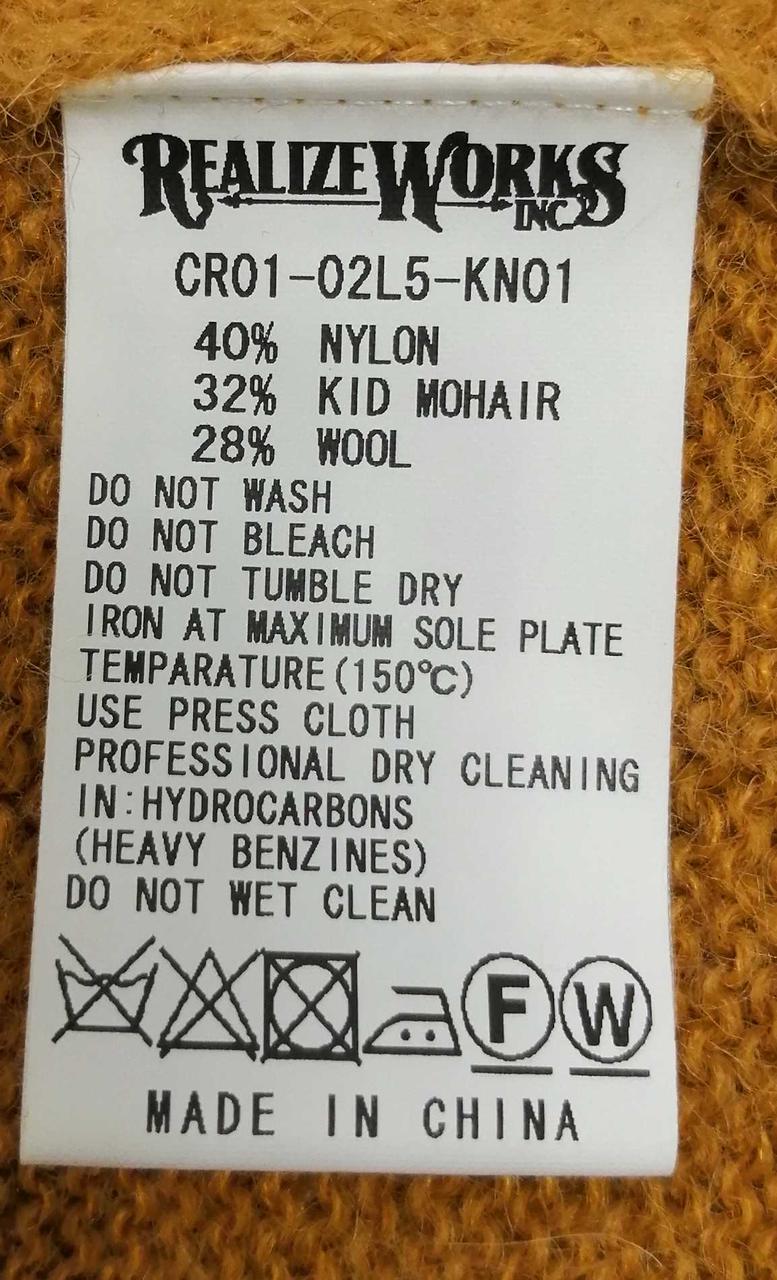 REALIZEWORKS
INC.
CR01-02L5-KN01
40% NYLON
32% KID MOHAIR
28% WOOL
DO NOT WASH
DO NOT BLEACH
DO NOT TUMBLE DRY
IRON AT MAXIMUM SOLE PLATE
TEMPARATURE(150℃)
USE PRESS CLOTH
PROFESSIONAL DRY CLEANING
IN:HYDROCARBONS
(HEAVY BENZINES)
DO NOT WET CLEAN
F W
MADE IN CHINA